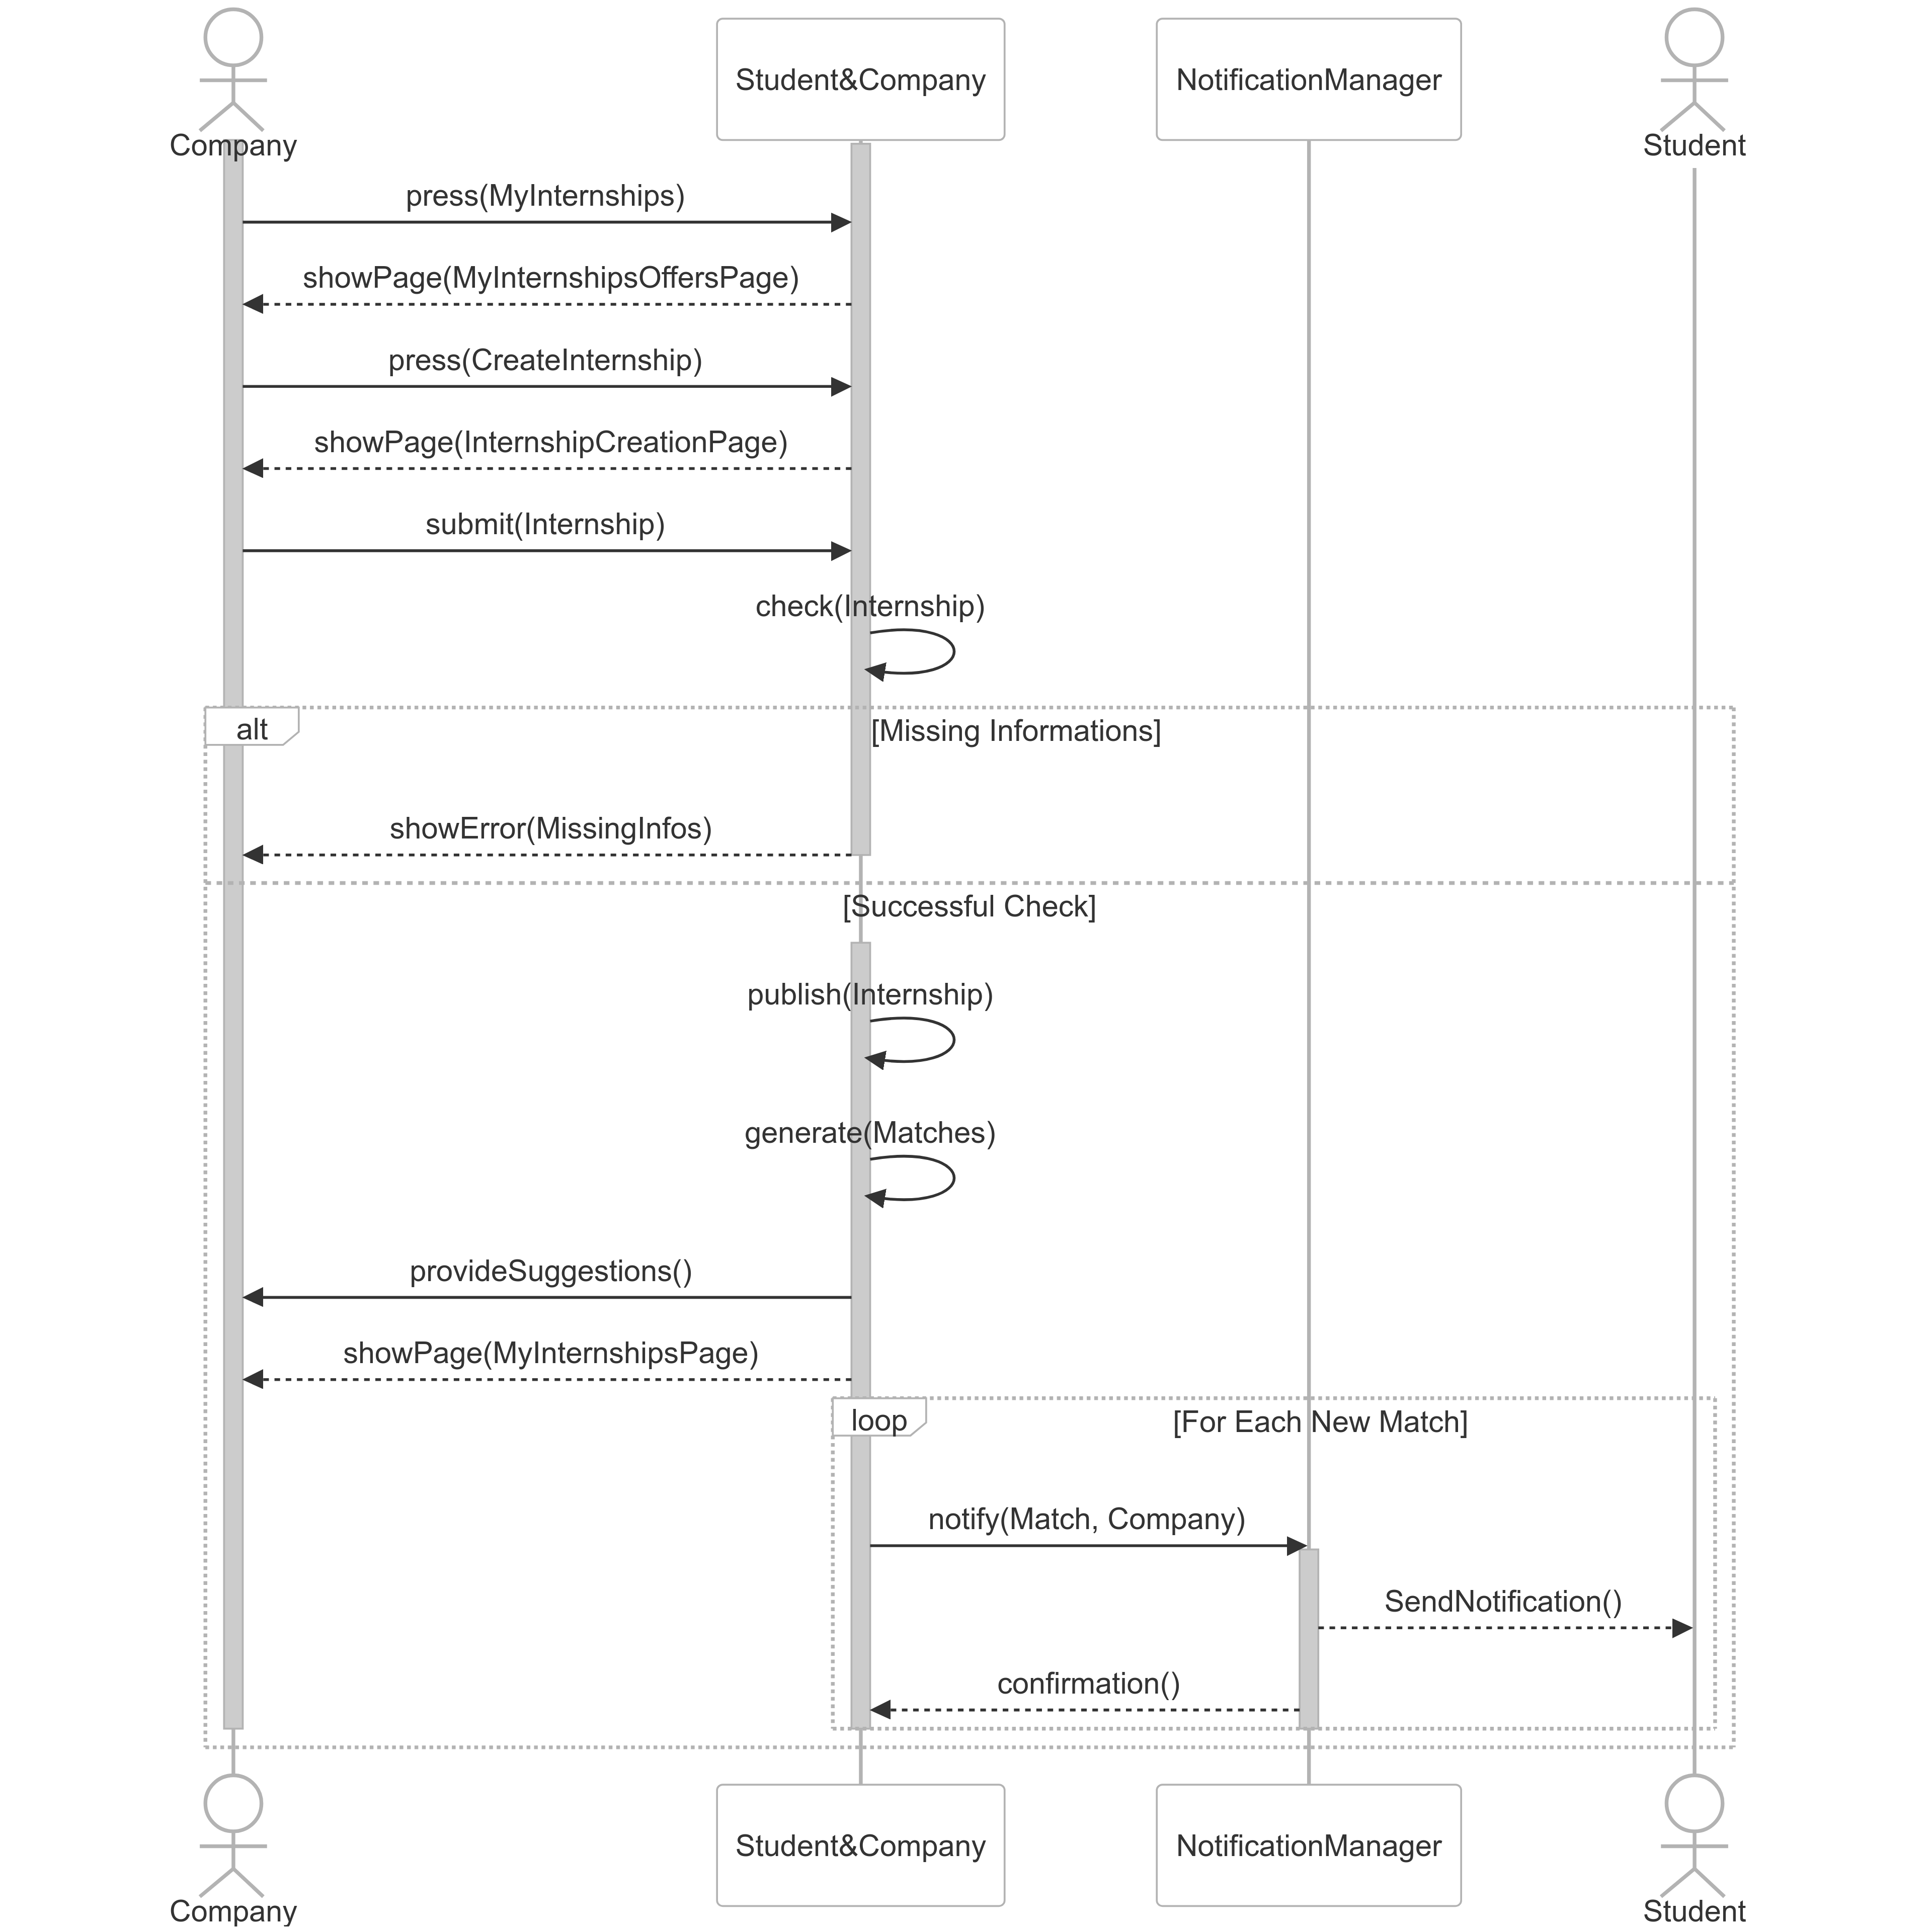 Company
Student&Company
NotificationManager
Student
press(MyInternships)
showPage(MyInternshipsOffersPage)
press(CreateInternship)
showPage(InternshipCreationPage)
submit(Internship)
check(Internship)
alt
[Missing Informations]
showError(MissingInfos)
[Successful Check]
publish(Internship)
generate(Matches)
provideSuggestions()
showPage(MyInternshipsPage)
loop
[For Each New Match]
notify(Match, Company)
SendNotification()
confirmation()
Company
Student&Company
NotificationManager
Student